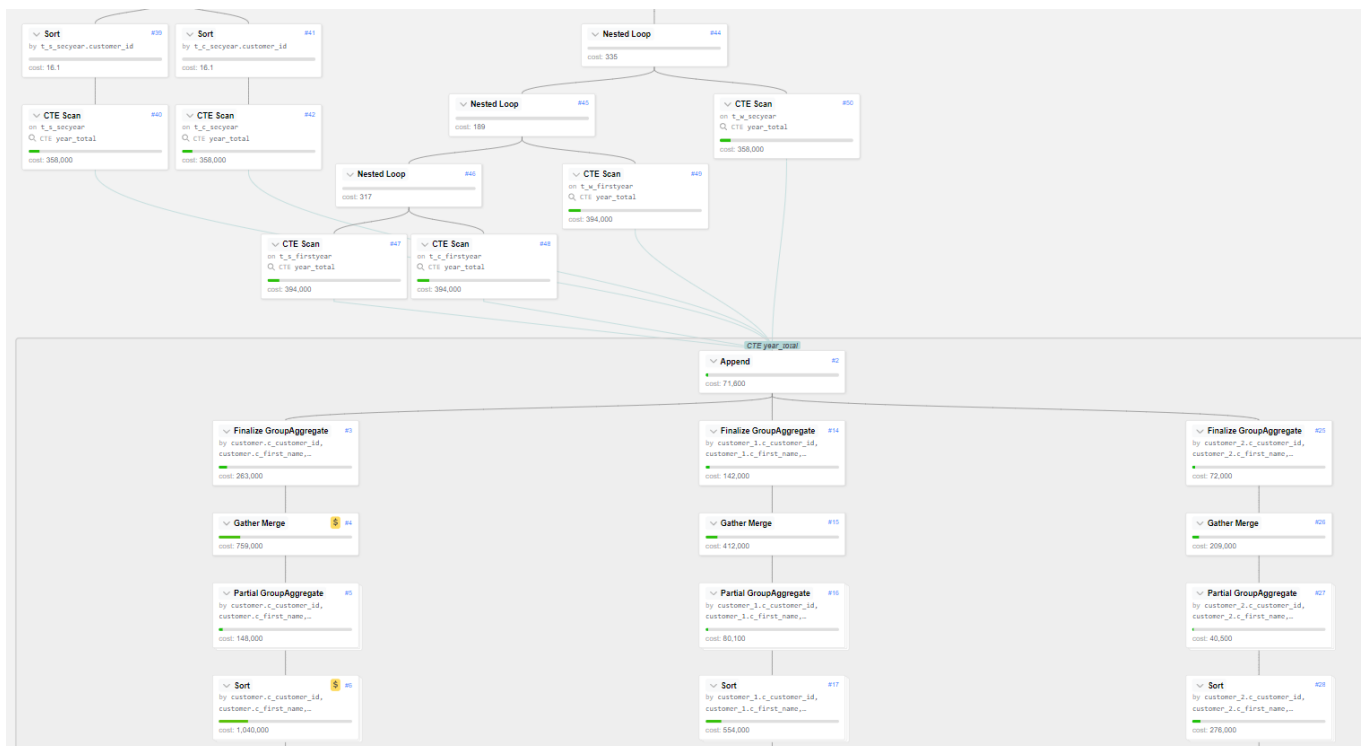 Sort #39
by t_s_secyear.customer_id
cost: 16.1
Sort #41
by t_c_secyear.customer_id
cost: 16.1
Nested Loop #44
cost: 335
Nested Loop #45
cost: 189
CTE Scan #50
on t_w_secyear
CTE year_total
cost: 358,000
CTE Scan #40
on t_s_secyear
CTE year_total
cost: 358,000
CTE Scan #42
on t_c_secyear
CTE year_total
cost: 358,000
Nested Loop #46
cost: 317
CTE Scan #49
on t_w_firstyear
CTE year_total
cost: 394,000
CTE Scan #47
on t_s_firstyear
CTE year_total
cost: 394,000
CTE Scan #48
on t_c_firstyear
CTE year_total
cost: 394,000
CTE year_total
Append #2
cost: 71,600
Finalize GroupAggregate #3
by customer.c_customer_id,
customer.c_first_name,…
cost: 263,000
Finalize GroupAggregate #14
by customer_1.c_customer_id,
customer_1.c_first_name,…
cost: 142,000
Finalize GroupAggregate #25
by customer_2.c_customer_id,
customer_2.c_first_name,…
cost: 72,000
Gather Merge $ #4
cost: 759,000
Gather Merge #15
cost: 412,000
Gather Merge #26
cost: 209,000
Partial GroupAggregate #5
by customer.c_customer_id,
customer.c_first_name,…
cost: 148,000
Partial GroupAggregate #16
by customer_1.c_customer_id,
customer_1.c_first_name,…
cost: 80,100
Partial GroupAggregate #27
by customer_2.c_customer_id,
customer_2.c_first_name,…
cost: 40,500
Sort $ #6
by customer.c_customer_id,
customer.c_first_name,…
cost: 1,040,000
Sort #17
by customer_1.c_customer_id,
customer_1.c_first_name,…
cost: 554,000
Sort #28
by customer_2.c_customer_id,
customer_2.c_first_name,…
cost: 276,000